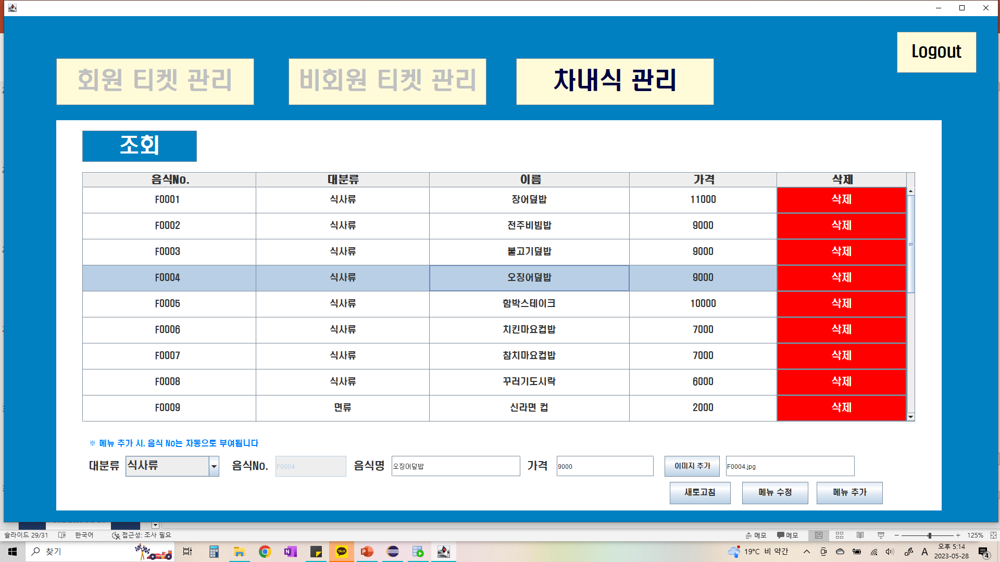 Logout
회원 티켓 관리 비회원 티켓 관리 차내식 관리
조회
음식No. 대분류 이름 가격 삭제
F0001 식사류 장어덮밥 11000 삭제
F0002 식사류 전주비빔밥 9000 삭제
F0003 식사류 불고기덮밥 9000 삭제
F0004 식사류 오징어덮밥 9000 삭제
F0005 식사류 함박스테이크 10000 삭제
F0006 식사류 치킨마요컵밥 7000 삭제
F0007 식사류 참치마요컵밥 7000 삭제
F0008 식사류 꾸러기도시락 6000 삭제
F0009 면류 신라면 컵 2000 삭제
※ 메뉴 추가 시, 음식 No는 자동으로 부여됩니다
대분류 식사류 음식No. F0004 음식명 오징어덮밥 가격 9000 이미지 추가 F0004.jpg
새로고침 메뉴 수정 메뉴 추가
슬라이드 29/31 한국어 접근성: 조사 필요 메모 메모 125%
찾기 TALK 19°C 비 약간 A 오후 5:14
2023-05-28 4